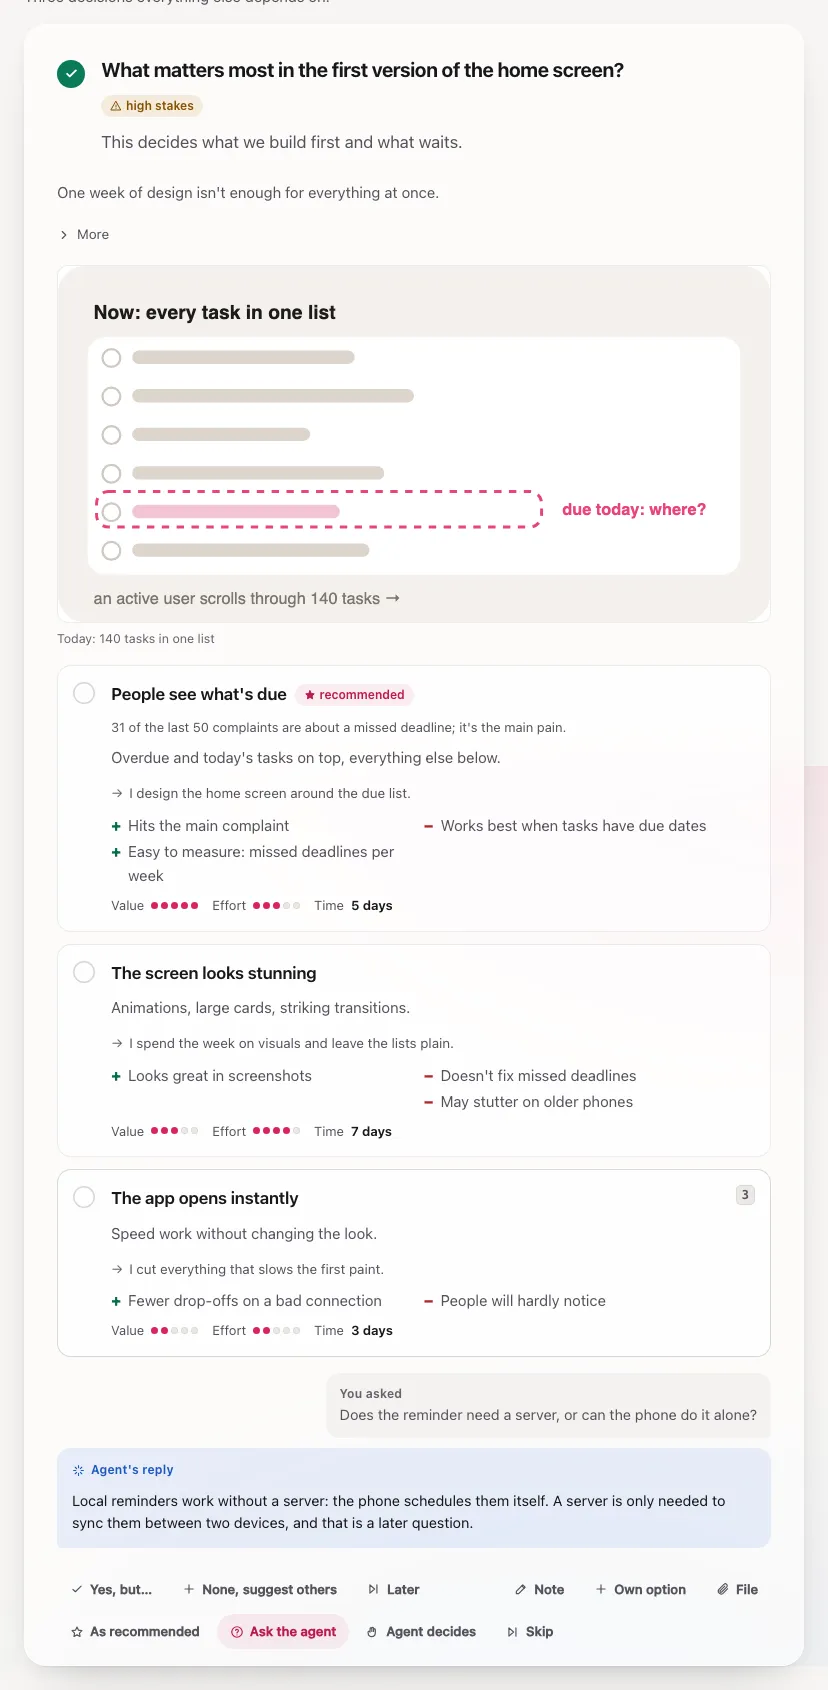 Three decisions everything else depends on.
What matters most in the first version of the home screen?
high stakes
This decides what we build first and what waits.
One week of design isn't enough for everything at once.
More
Now: every task in one list
due today: where?
an active user scrolls through 140 tasks →
Today: 140 tasks in one list
People see what's due
recommended
31 of the last 50 complaints are about a missed deadline; it's the main pain.
Overdue and today's tasks on top, everything else below.
→ I design the home screen around the due list.
+ Hits the main complaint
− Works best when tasks have due dates
+ Easy to measure: missed deadlines per
week
Value Effort Time 5 days
The screen looks stunning
Animations, large cards, striking transitions.
→ I spend the week on visuals and leave the lists plain.
+ Looks great in screenshots
− Doesn't fix missed deadlines
− May stutter on older phones
Value Effort Time 7 days
The app opens instantly
3
Speed work without changing the look.
→ I cut everything that slows the first paint.
+ Fewer drop-offs on a bad connection
− People will hardly notice
Value Effort Time 3 days
You asked
Does the reminder need a server, or can the phone do it alone?
Agent's reply
Local reminders work without a server: the phone schedules them itself. A server is only needed to
sync them between two devices, and that is a later question.
Yes, but... + None, suggest others Later Note + Own option File
As recommended Ask the agent Agent decides Skip